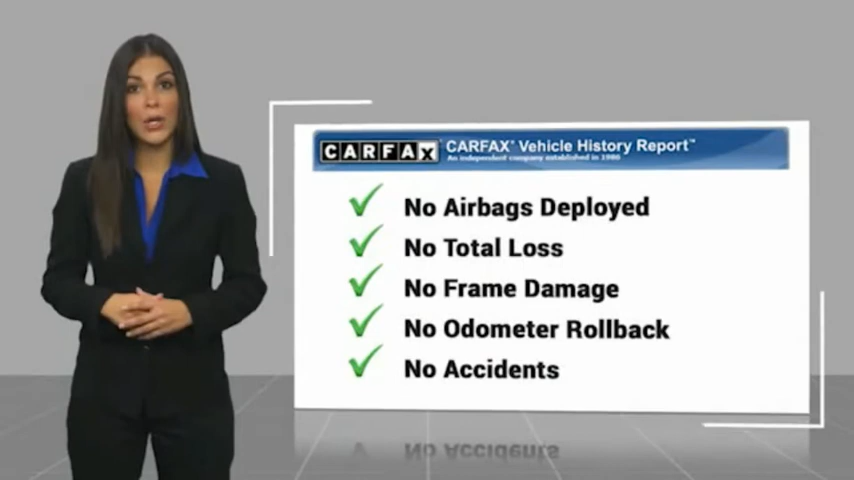 CARFAX
CARFAX® Vehicle History Report™
An independent company established in 1986
No Airbags Deployed
No Total Loss
No Frame Damage
No Odometer Rollback
No Accidents
No Accidents